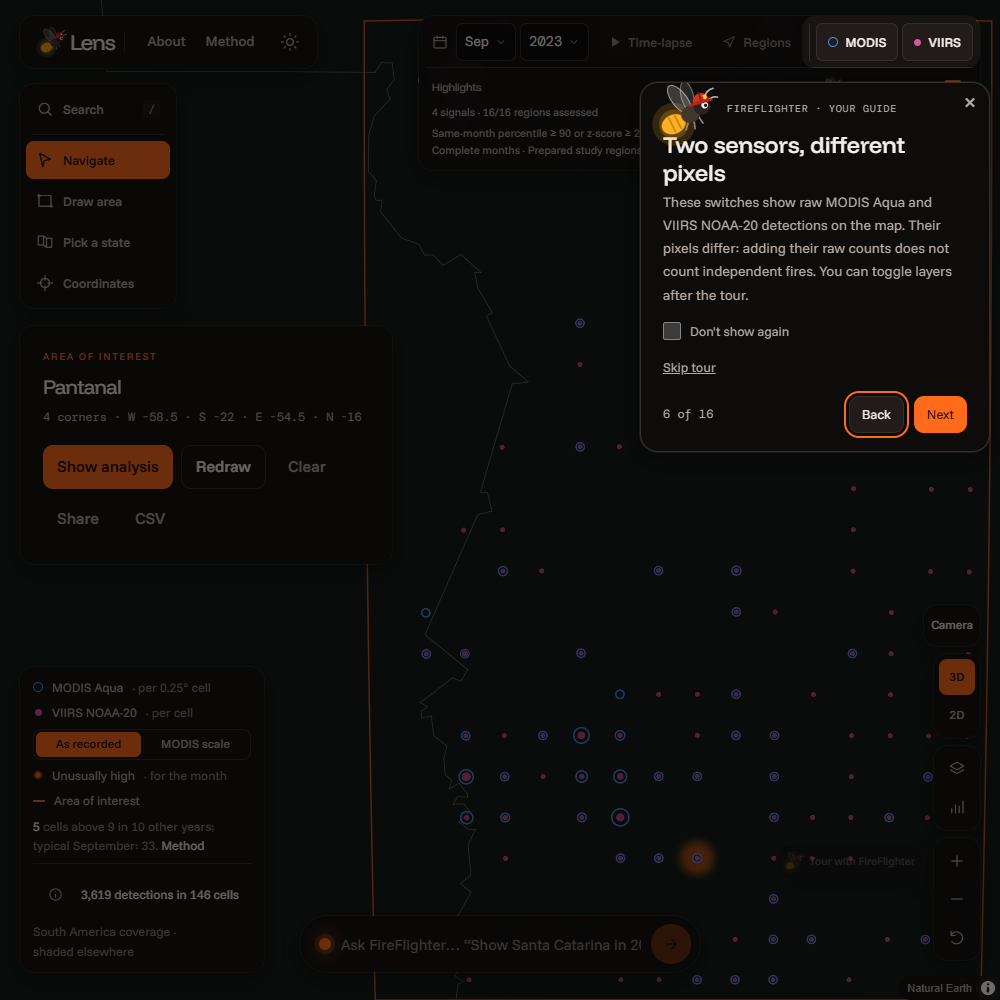 Lens
About
Method
Sep
2023
Time-lapse
Regions
MODIS
VIIRS
Search
/
Navigate
Draw area
Pick a state
Coordinates
Highlights
4 signals · 16/16 regions assessed
Same-month percentile ≥ 90 or z-score ≥ 2
Complete months · Prepared study regions
FIREFLIGHTER · YOUR GUIDE
×
Two sensors, different
pixels
These switches show raw MODIS Aqua and
VIIRS NOAA-20 detections on the map. Their
pixels differ: adding their raw counts does not
count independent fires. You can toggle layers
after the tour.
Don't show again
Skip tour
6 of 16
Back
Next
AREA OF INTEREST
Pantanal
4 corners · W -58.5 · S -22 · E -54.5 · N -16
Show analysis
Redraw
Clear
Share
CSV
Camera
3D
2D
MODIS Aqua · per 0.25° cell
VIIRS NOAA-20 · per cell
As recorded
MODIS scale
Unusually high · for the month
Area of interest
5 cells above 9 in 10 other years;
typical September: 33. Method
3,619 detections in 146 cells
South America coverage ·
shaded elsewhere
Tour with FireFlighter
Ask FireFlighter... “Show Santa Catarina in 20
Natural Earth